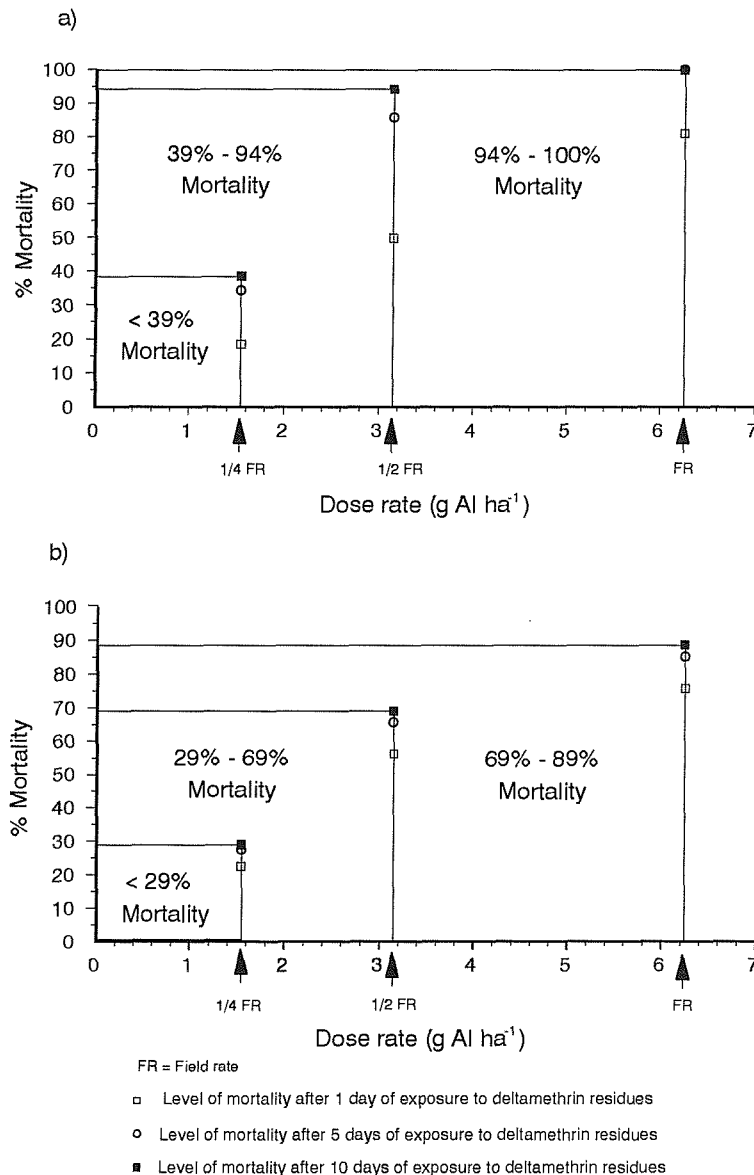 a)
100
90
80
70
60
50
40
30
20
10
0
% Mortality
39% - 94%
Mortality
94% - 100%
Mortality
< 39%
Mortality
0 1 2 3 4 5 6 7
1/4 FR 1/2 FR FR
Dose rate (g AI ha⁻¹)
b)
100
90
80
70
60
50
40
30
20
10
0
% Mortality
29% - 69%
Mortality
69% - 89%
Mortality
< 29%
Mortality
0 1 2 3 4 5 6 7
1/4 FR 1/2 FR FR
Dose rate (g AI ha⁻¹)
FR = Field rate
Level of mortality after 1 day of exposure to deltamethrin residues
Level of mortality after 5 days of exposure to deltamethrin residues
Level of mortality after 10 days of exposure to deltamethrin residues